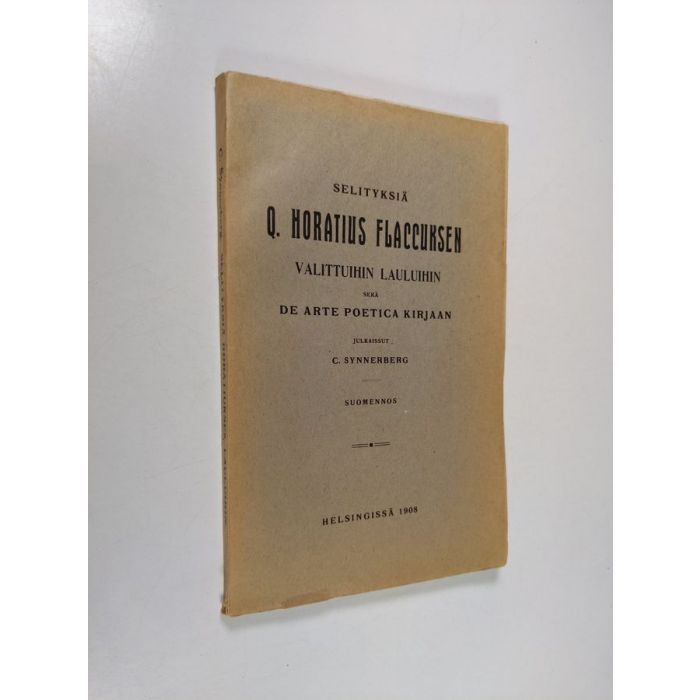 SELITYKSIÄ
Q. HORATIUS FLACCUKSEN
VALITTUIHIN LAULUIHIN
SEKÄ
DE ARTE POETICA KIRJAAN
JULKAISSUT
C. SYNNERBERG
SUOMENNOS
HELSINGISSÄ 1908